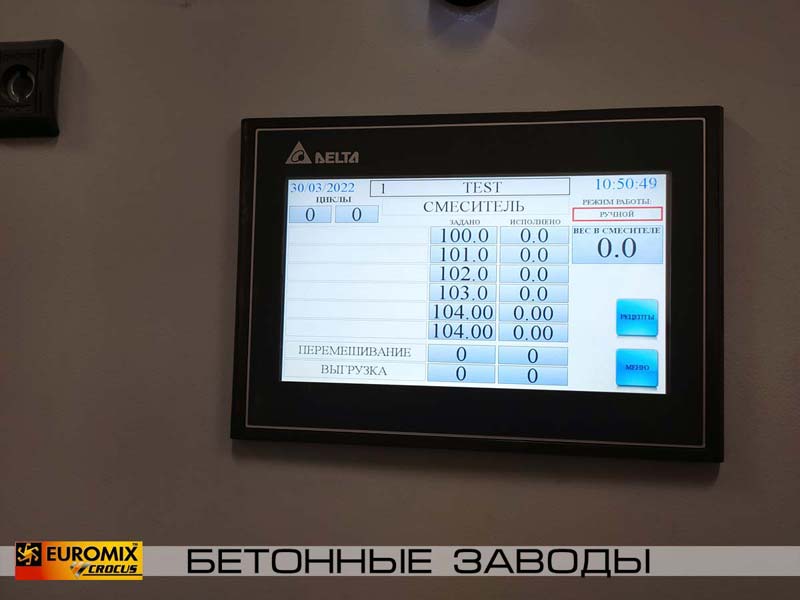 DELTA
30/03/2022 1 TEST 10:50:49
ЦИКЛЫ СМЕСИТЕЛЬ РЕЖИМ РАБОТЫ:
0 0 ЗАДАНО ИСПОЛНЕНО РУЧНОЙ
100.0 0.0 ВЕС В СМЕСИТЕЛЕ
101.0 0.0 0.0
102.0 0.0
103.0 0.0
104.00 0.00 РЕЦЕПТЫ
104.00 0.00
ПЕРЕМЕШИВАНИЕ 0 0
ВЫГРУЗКА 0 0 МЕНЮ
EUROMIX™ БЕТОННЫЕ ЗАВОДЫ
CROCUS